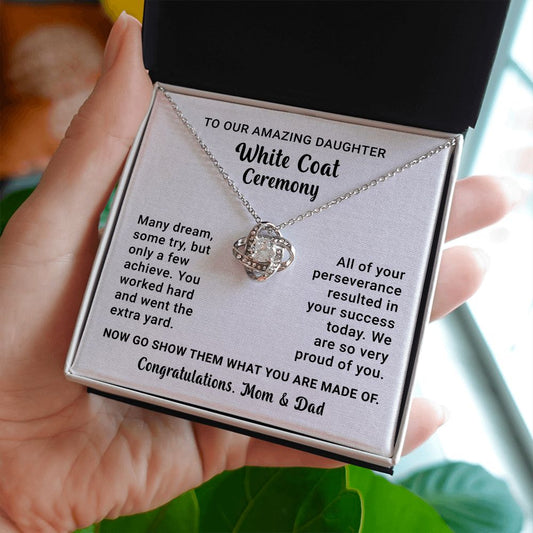 TO OUR AMAZING DAUGHTER
White Coat
Ceremony
Many dream,
some try, but
only a few
achieve. You
worked hard
and went the
extra yard.
All of your
perseverance
resulted in
your success
today. We
are so very
proud of you.
NOW GO SHOW THEM WHAT YOU ARE MADE OF.
Congratulations, Mom & Dad